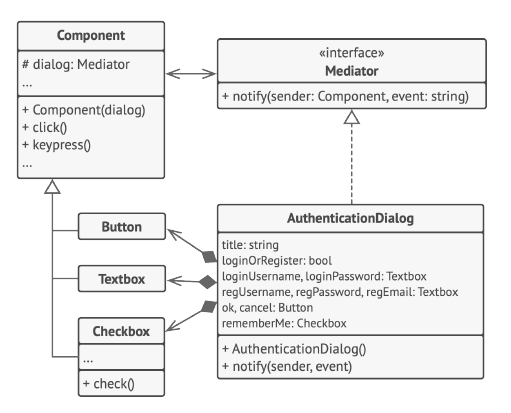 Component
# dialog: Mediator
...
+ Component(dialog)
+ click()
+ keypress()
...
«interface»
Mediator
+ notify(sender: Component, event: string)
Button
Textbox
Checkbox
...
+ check()
AuthenticationDialog
title: string
loginOrRegister: bool
loginUsername, loginPassword: Textbox
regUsername, regPassword, regEmail: Textbox
ok, cancel: Button
rememberMe: Checkbox
+ AuthenticationDialog()
+ notify(sender, event)